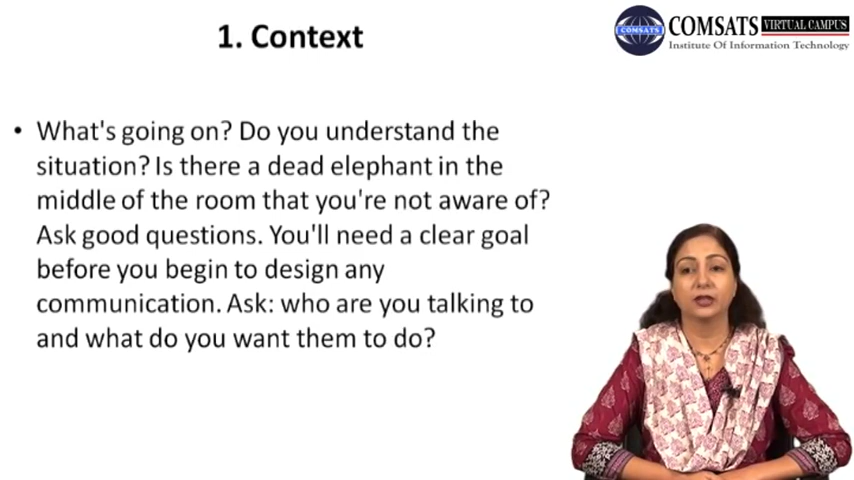 1. Context
COMSATS
COMSATS VIRTUAL CAMPUS
Institute Of Information Technology
• What's going on? Do you understand the
situation? Is there a dead elephant in the
middle of the room that you're not aware of?
Ask good questions. You'll need a clear goal
before you begin to design any
communication. Ask: who are you talking to
and what do you want them to do?